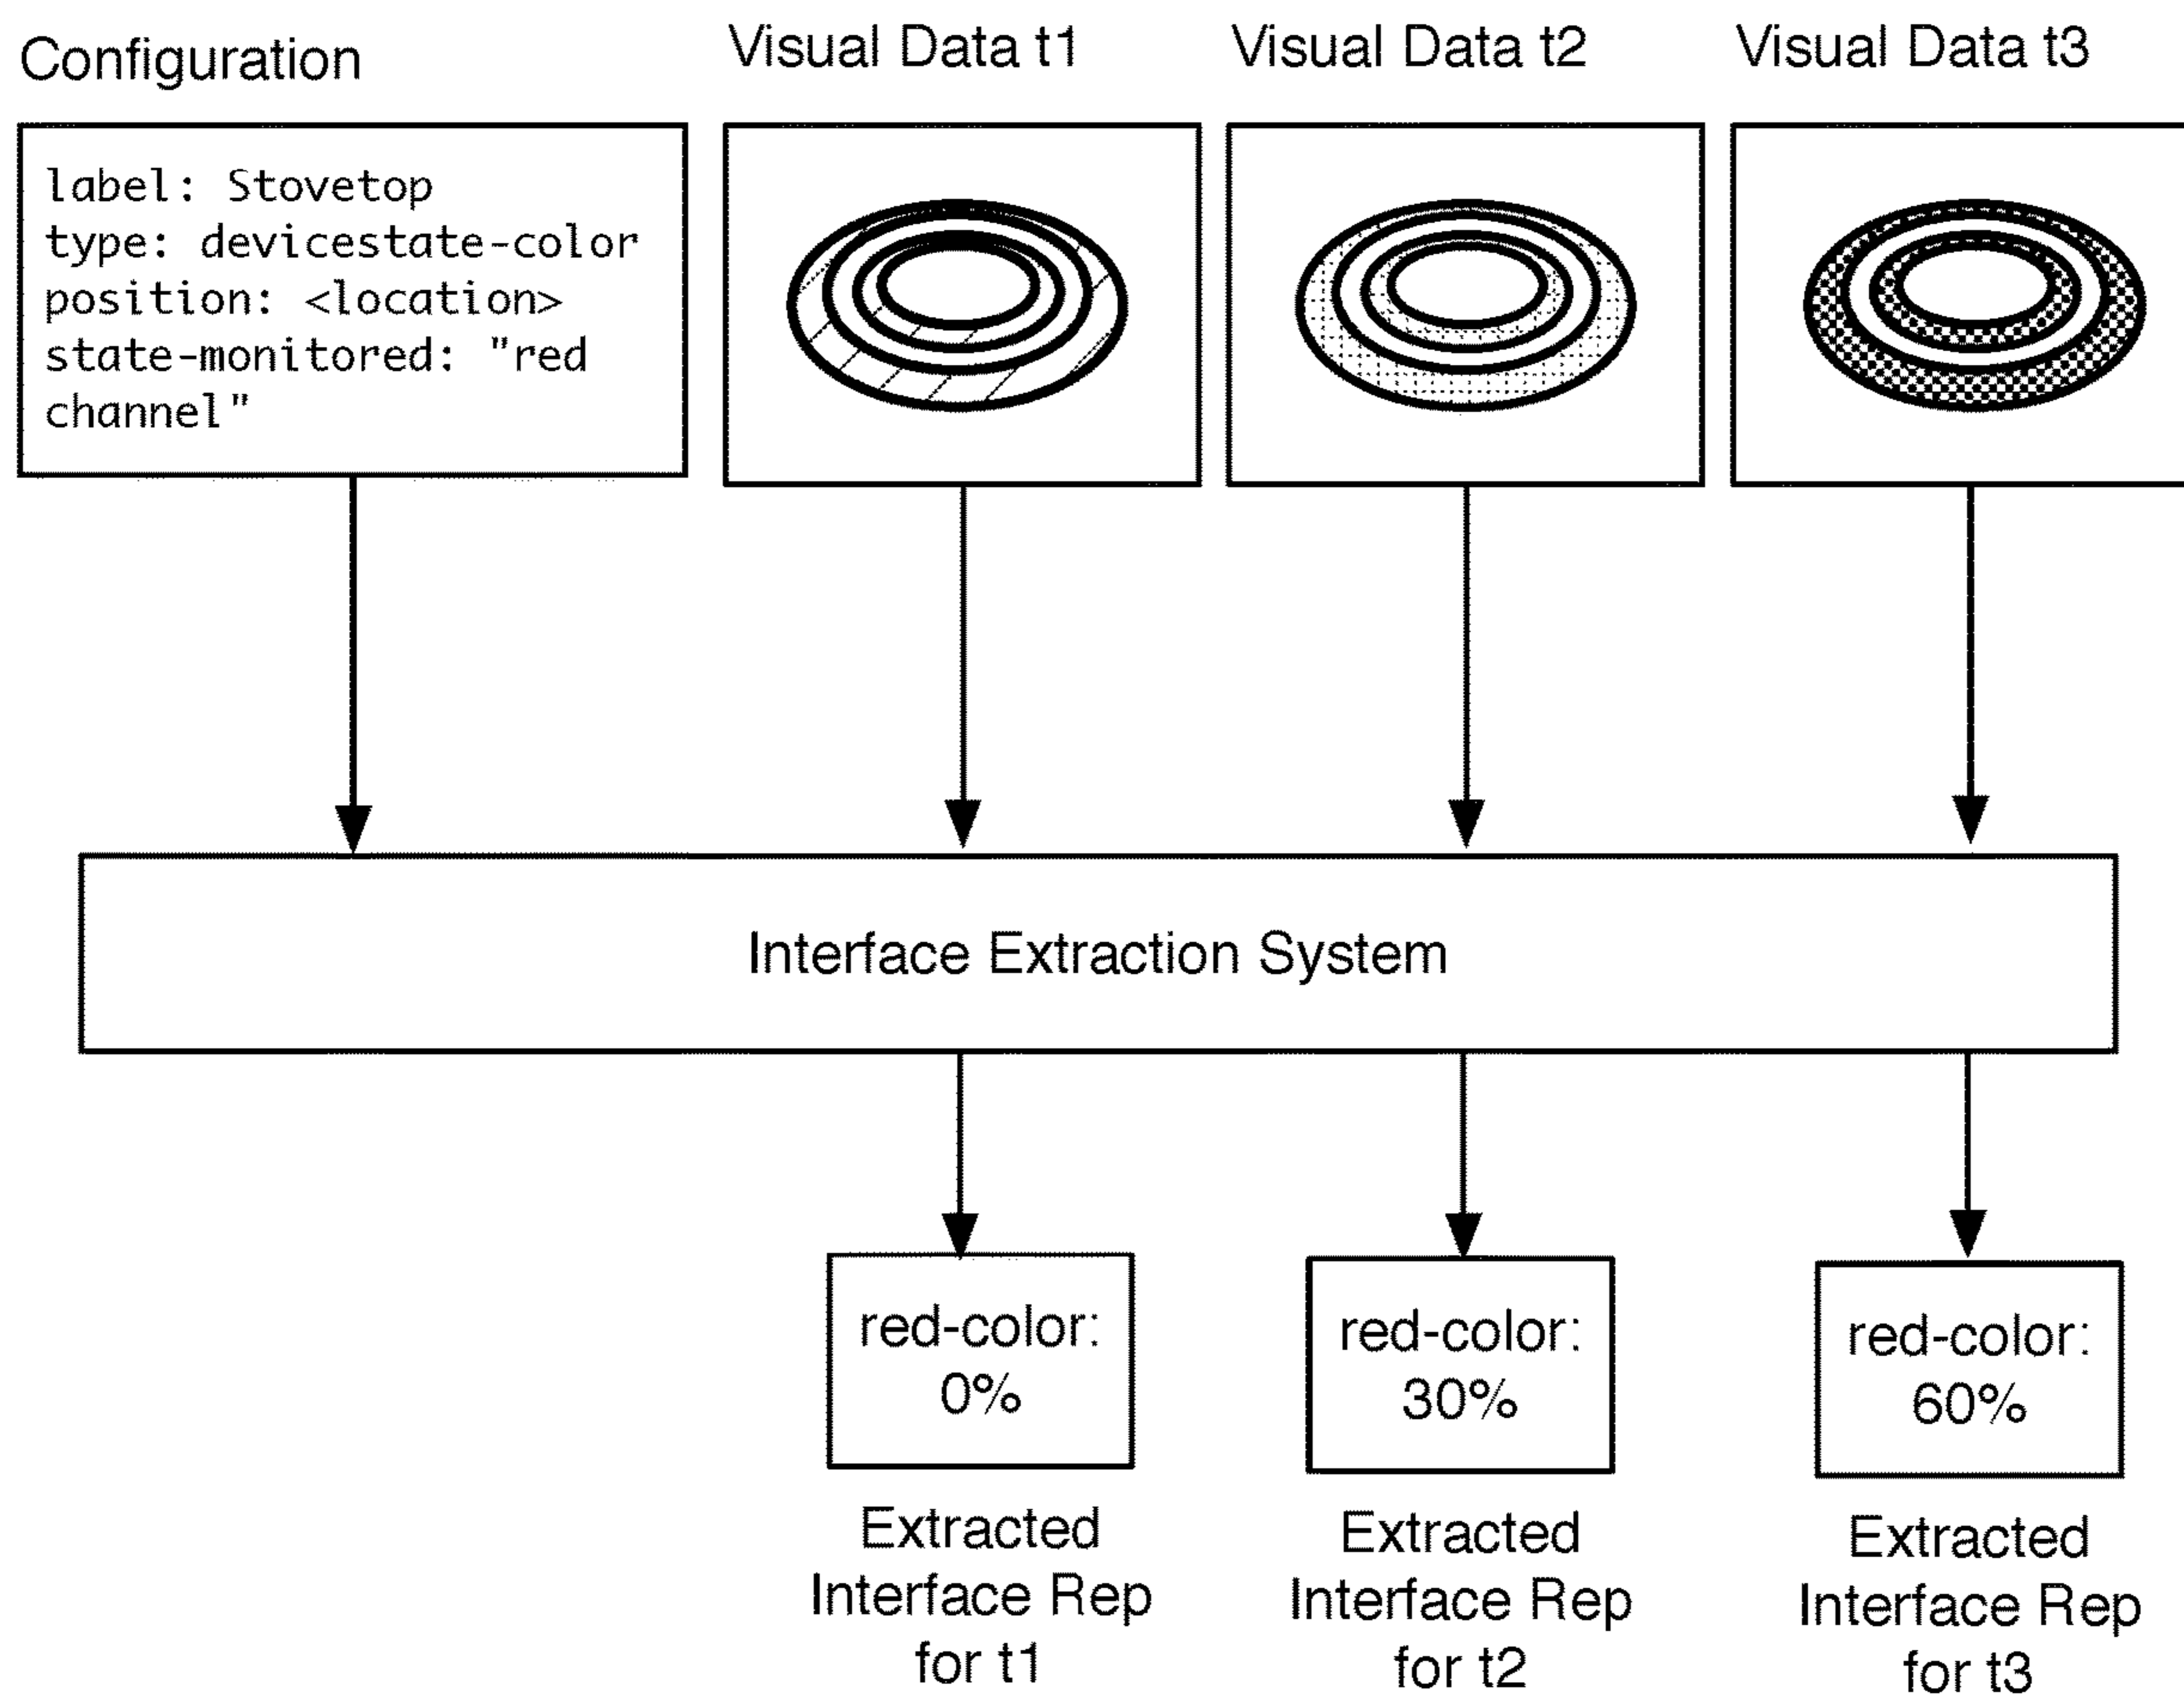 Configuration
Visual Data t1
Visual Data t2
Visual Data t3
label: Stovetop
type: devicestate-color
position: <location>
state-monitored: "red
channel"
Interface Extraction System
red-color:
0%
red-color:
30%
red-color:
60%
Extracted
Interface Rep
for t1
Extracted
Interface Rep
for t2
Extracted
Interface Rep
for t3